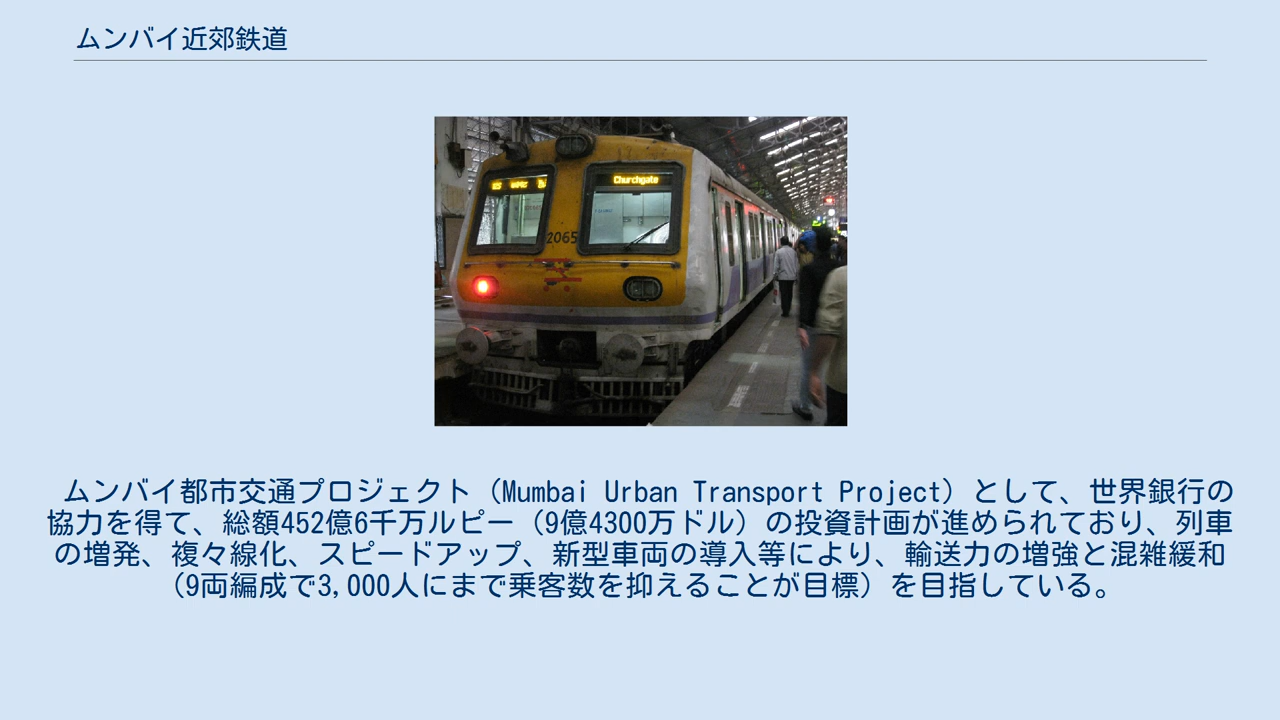 ムンバイ近郊鉄道
Churchgate
2065
ムンバイ都市交通プロジェクト（Mumbai Urban Transport Project）として、世界銀行の
協力を得て、総額452億6千万ルピー（9億4300万ドル）の投資計画が進められており、列車
の増発、複々線化、スピードアップ、新型車両の導入等により、輸送力の増強と混雑緩和
（9両編成で3,000人にまで乗客数を抑えることが目標）を目指している。